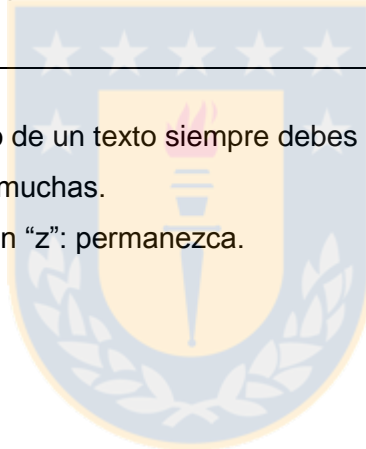 o de un texto siempre debes
muchas.
n “z”: permanezca.